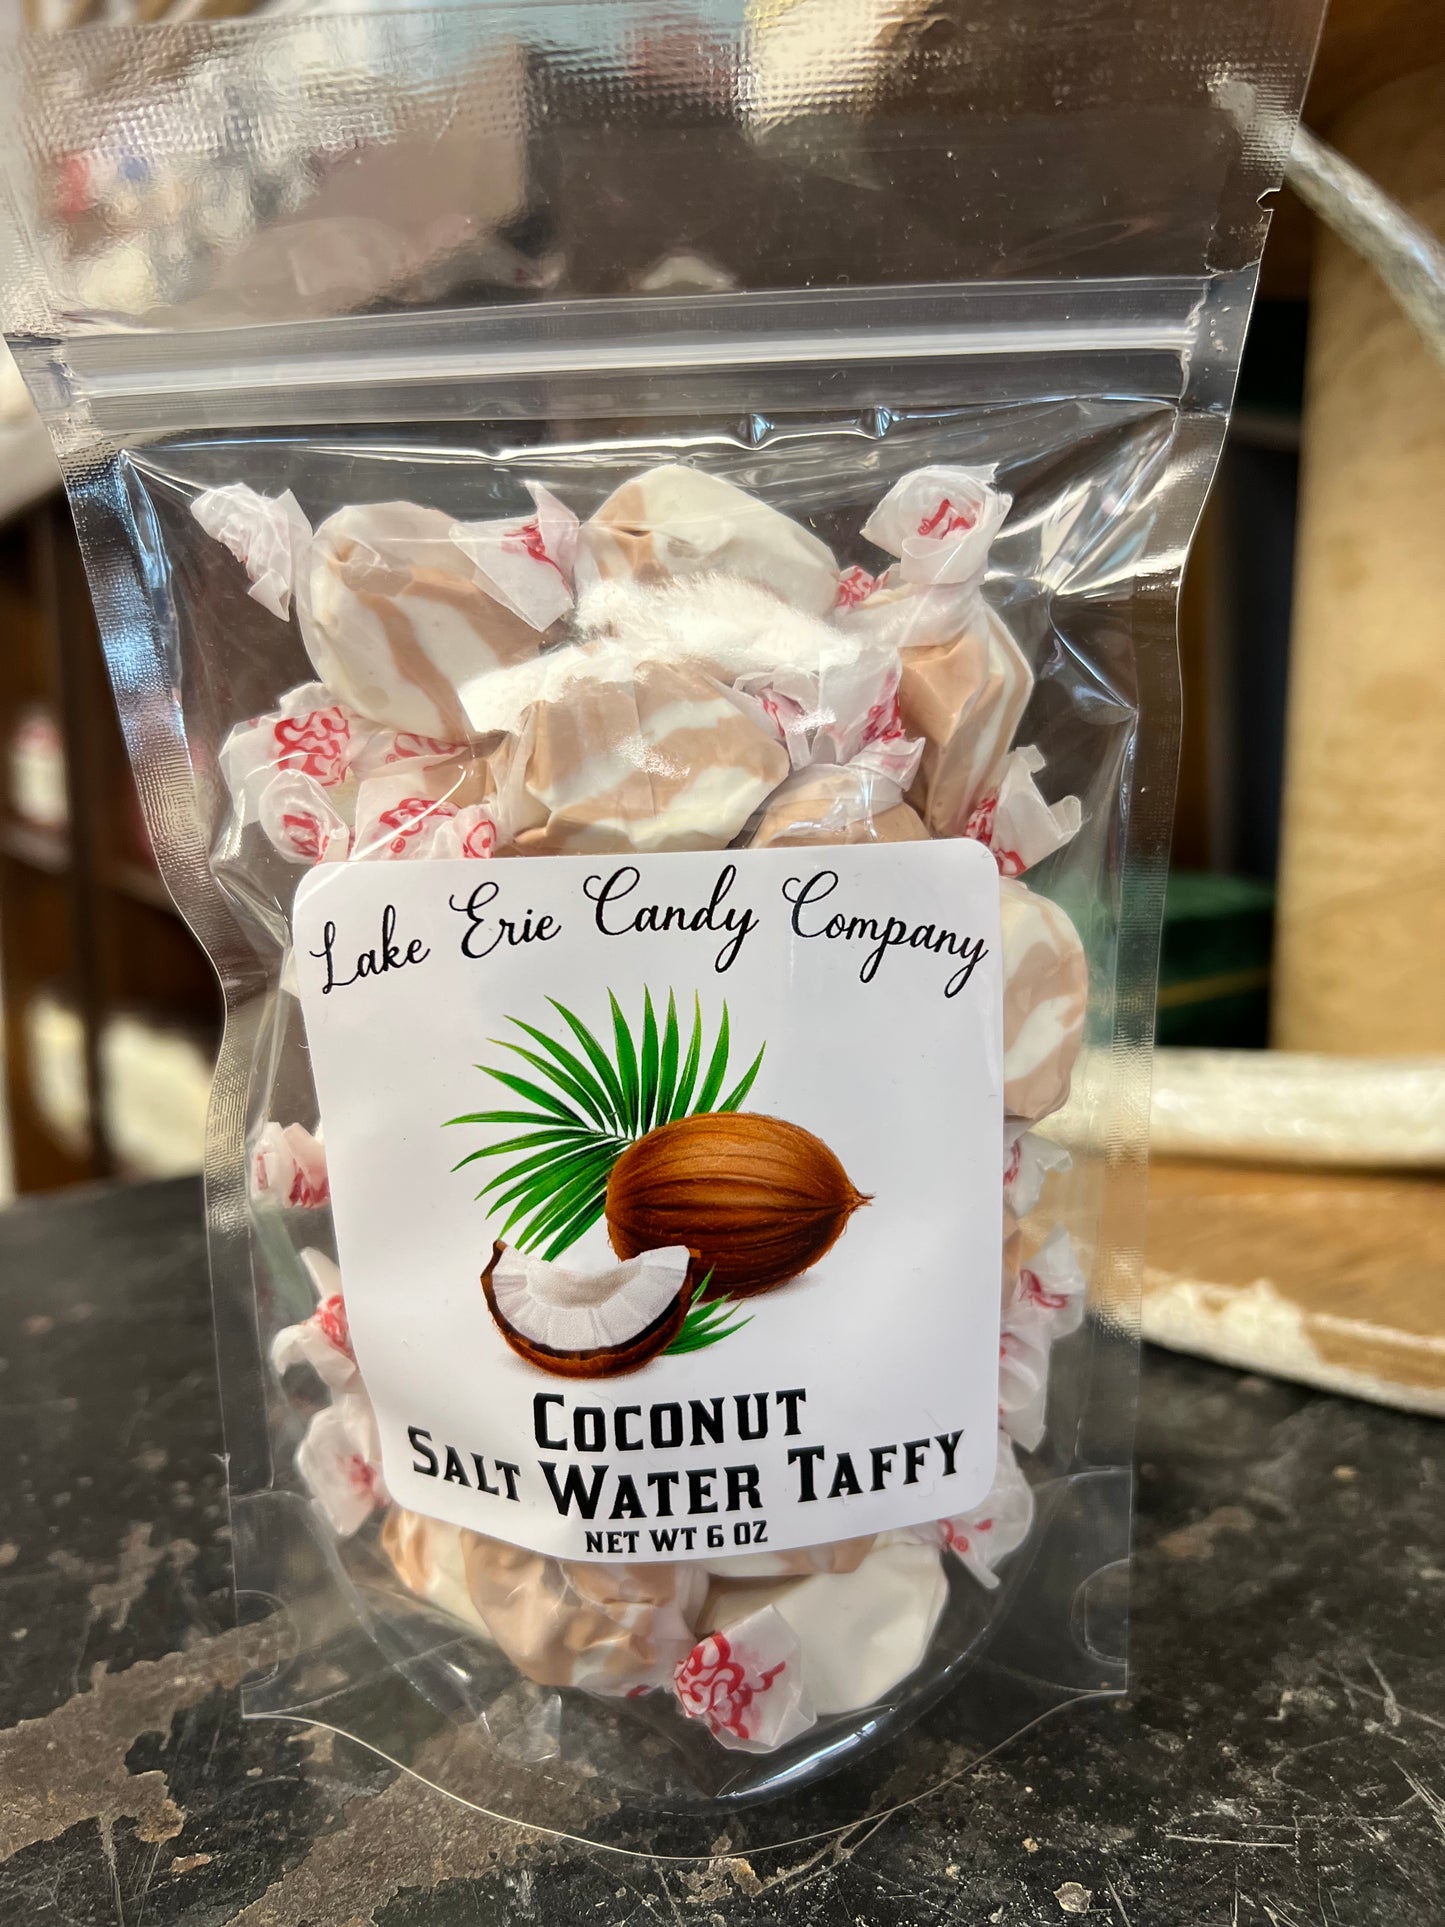 Lake Erie Candy Company
Coconut
Salt Water Taffy
NET WT 6 OZ